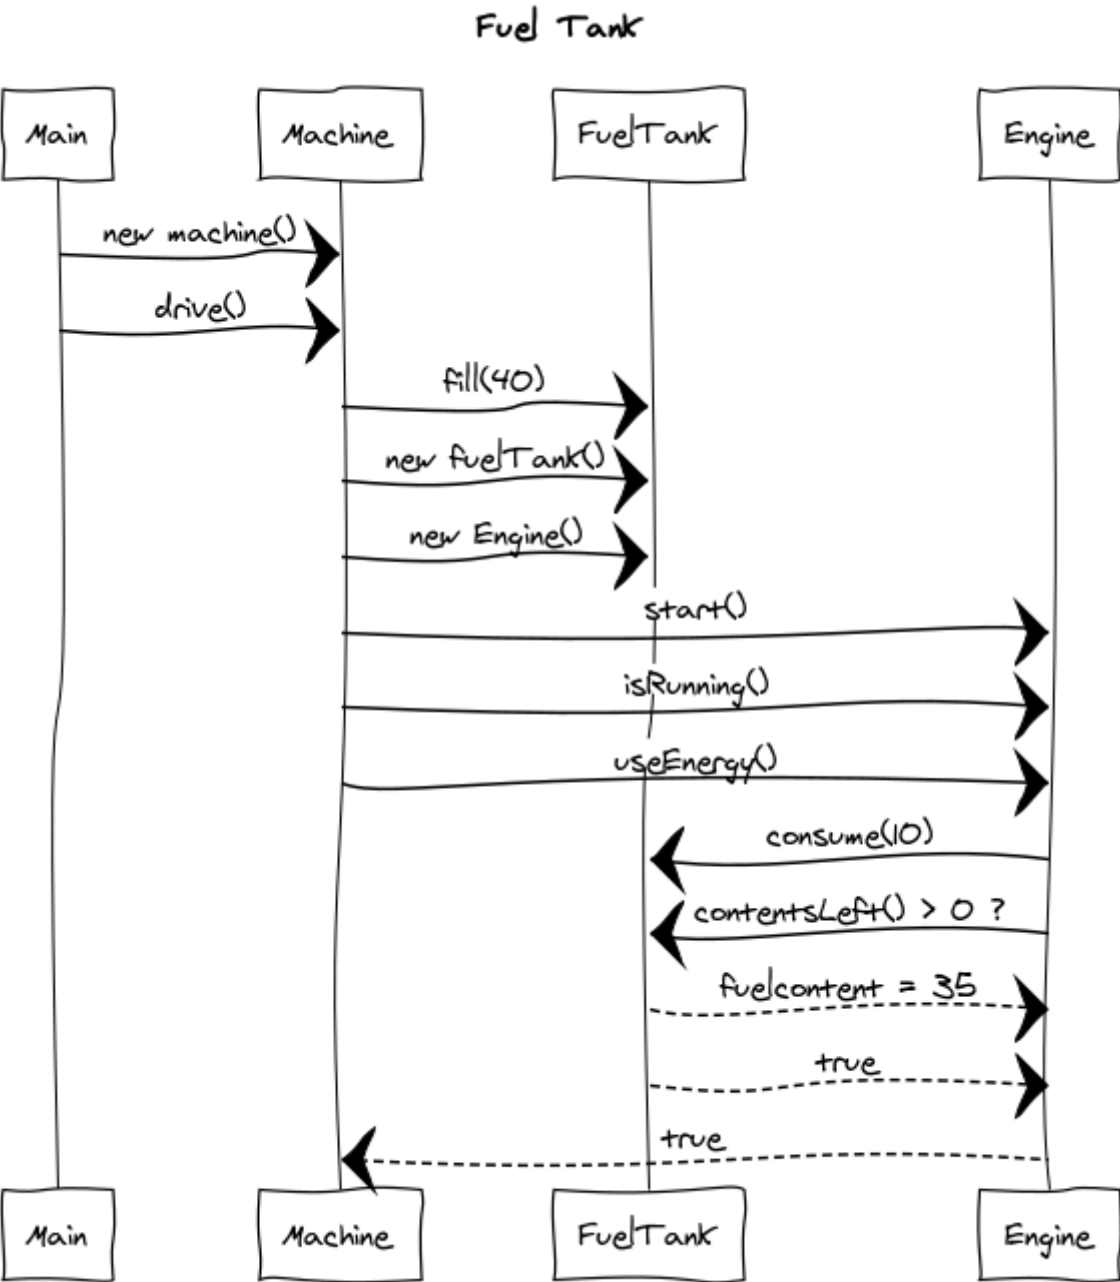 Fuel Tank
Main
Machine
FuelTank
Engine
new machine()
drive()
fill(40)
new fuelTank()
new Engine()
start()
isRunning()
useEnergy()
consume(10)
contentsLeft() > 0 ?
fuelcontent = 35
true
true
Main
Machine
FuelTank
Engine